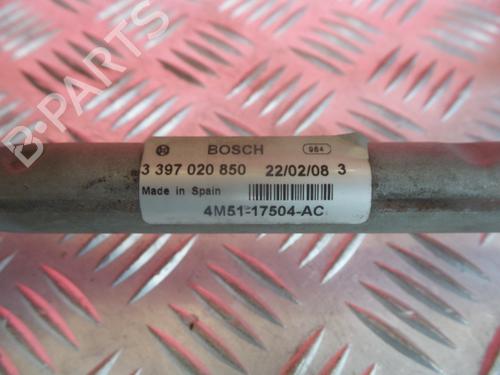 B-PARTS
BOSCH 984
3 397 020 850 22/02/08 3
Made in Spain
4M51-17504-AC